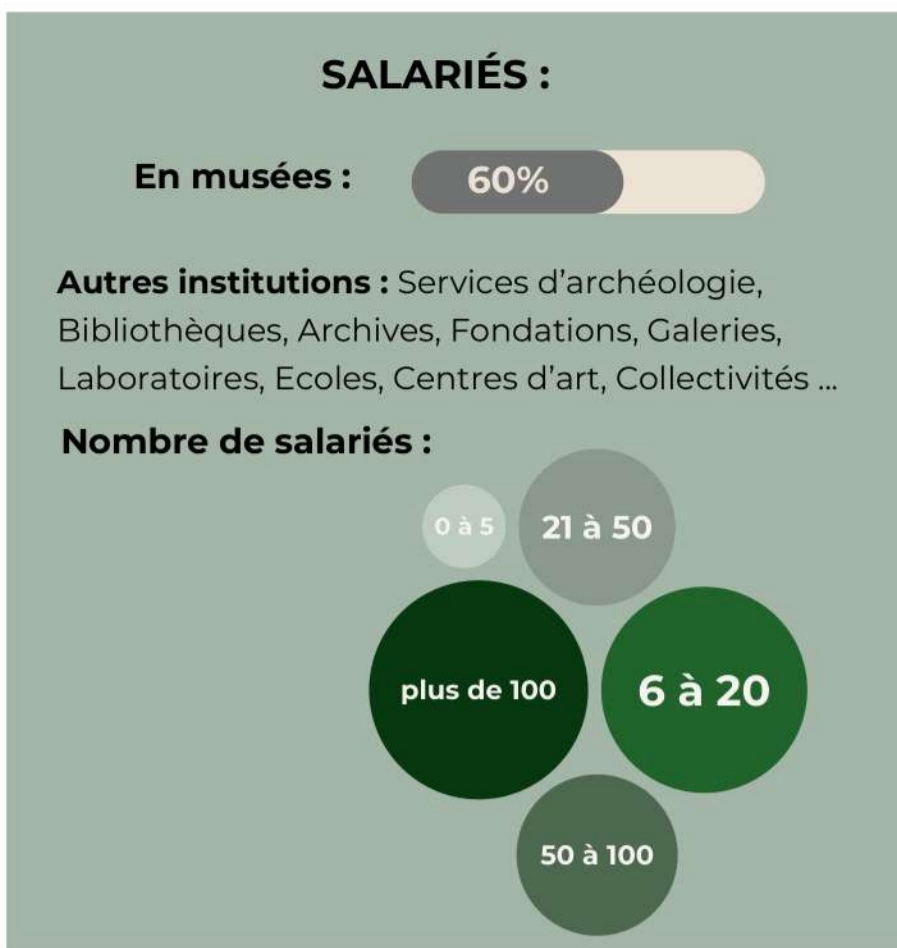 SALARIÉS :
En musées :
60%
Autres institutions : Services d'archéologie,
Bibliothèques, Archives, Fondations, Galeries,
Laboratoires, Ecoles, Centres d'art, Collectivités ...
Nombre de salariés :
0 à 5
21 à 50
plus de 100
6 à 20
50 à 100